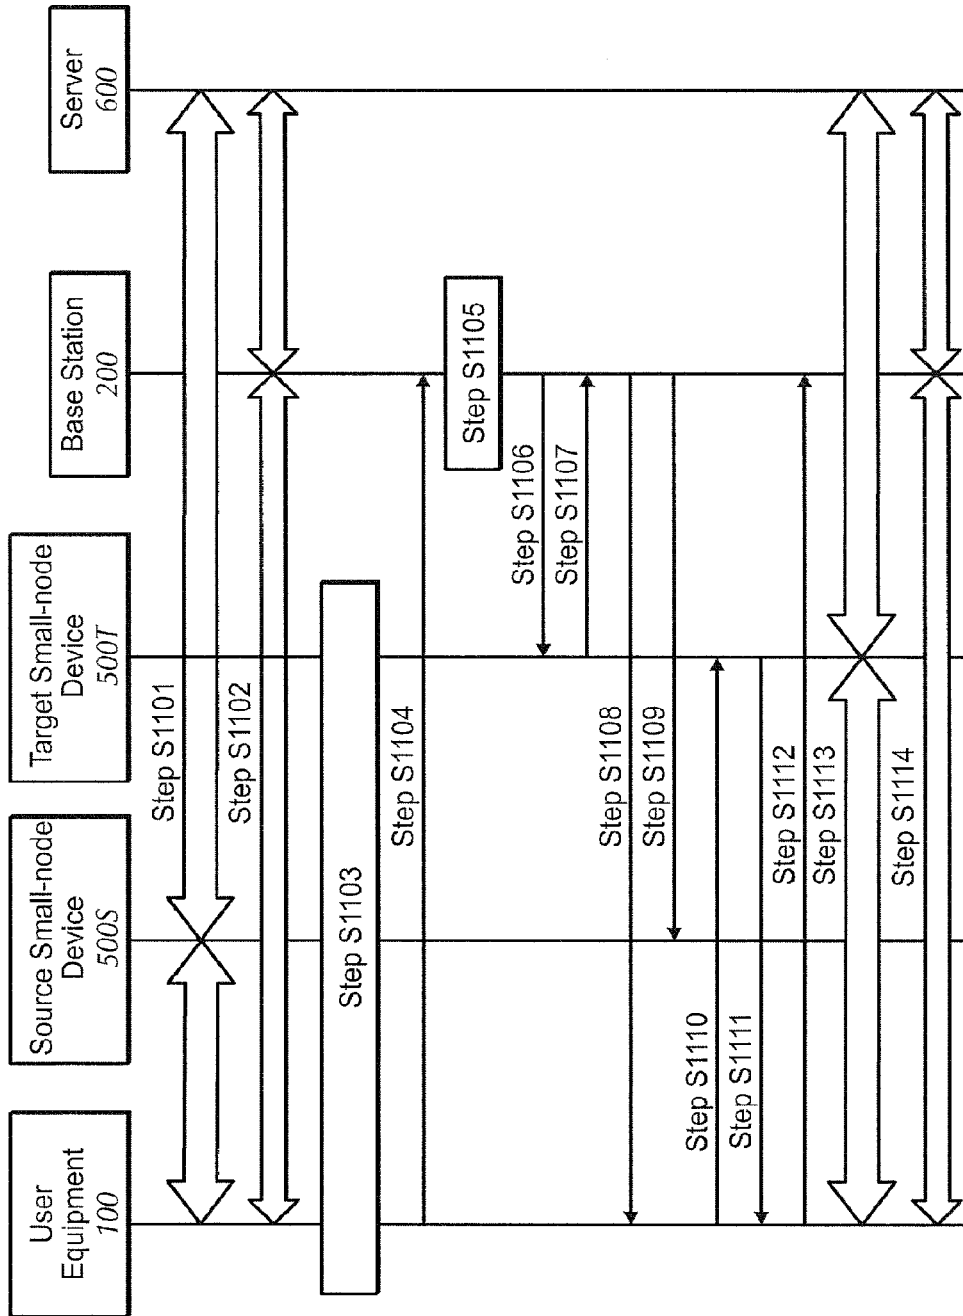 User
Equipment
100
Source Small-node
Device
500S
Target Small-node
Device
500T
Base Station
200
Server
600
Step S1101
Step S1102
Step S1103
Step S1104
Step S1105
Step S1106
Step S1107
Step S1108
Step S1109
Step S1110
Step S1111
Step S1112
Step S1113
Step S1114